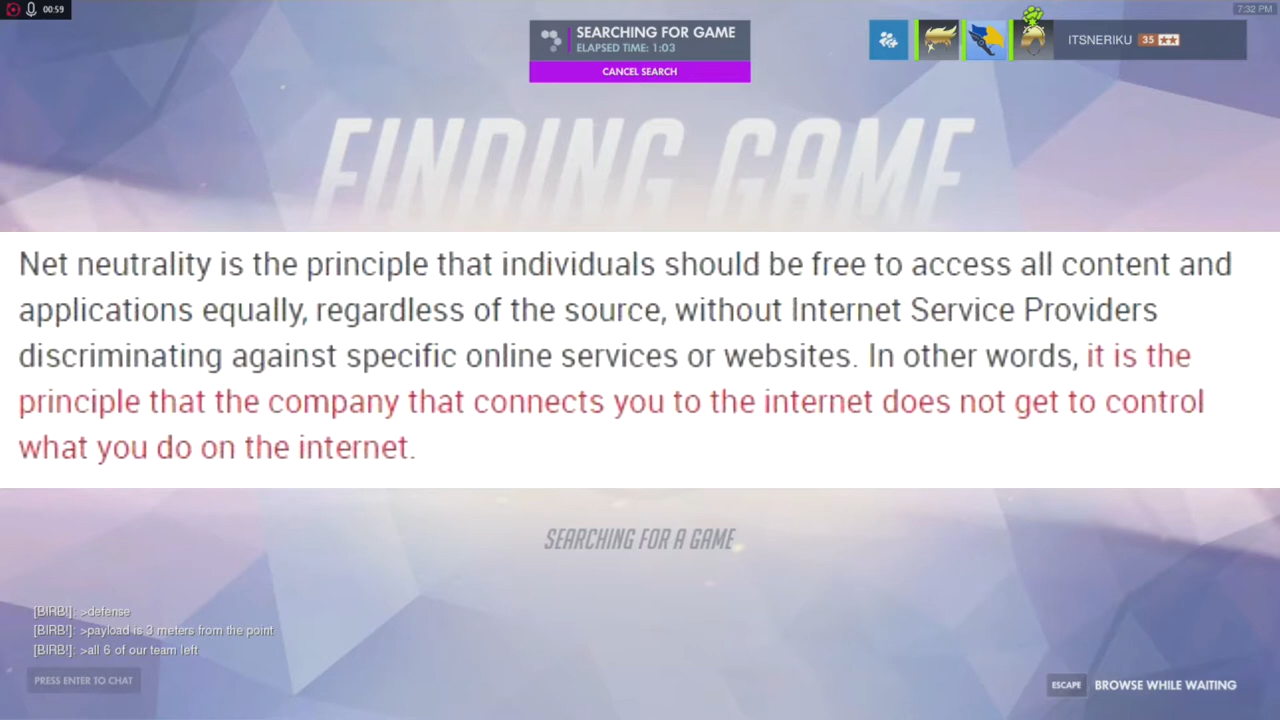 00:59
7:32 PM
SEARCHING FOR GAME
ELAPSED TIME: 1:03
CANCEL SEARCH
ITSNERIKU 35
FINDING GAME
Net neutrality is the principle that individuals should be free to access all content and
applications equally, regardless of the source, without Internet Service Providers
discriminating against specific online services or websites. In other words, it is the
principle that the company that connects you to the internet does not get to control
what you do on the internet.
SEARCHING FOR A GAME
[BIRB!]: >defense
[BIRB!]: >payload is 3 meters from the point
[BIRB!]: >all 6 of our team left
PRESS ENTER TO CHAT
ESCAPE BROWSE WHILE WAITING